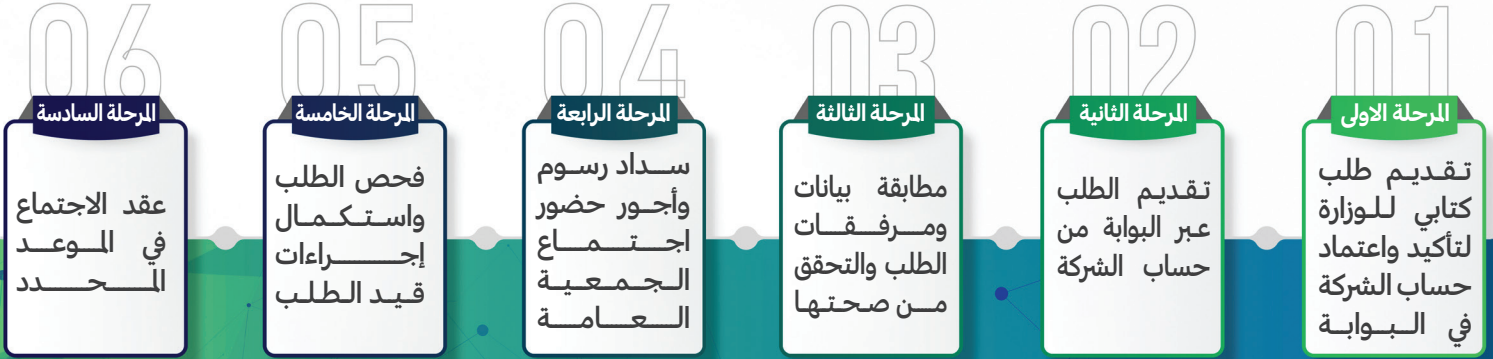 01
المرحلة الاولى
تقديم طلب
كتابي للوزارة
لتأكيد واعتماد
حساب الشركة
في البوابة
02
المرحلة الثانية
تقديم الطلب
عبر البوابة من
حساب الشركة
03
المرحلة الثالثة
مطابقة بيانات
ومرفقات
الطلب والتحقق
من صحتها
04
المرحلة الرابعة
سداد رسوم
وأجور حضور
اجتماع
الجمعية
العامة
05
المرحلة الخامسة
فحص الطلب
واستكمال
إجراءات
قيد الطلب
06
المرحلة السادسة
عقد الاجتماع
في الموعد
المحدد